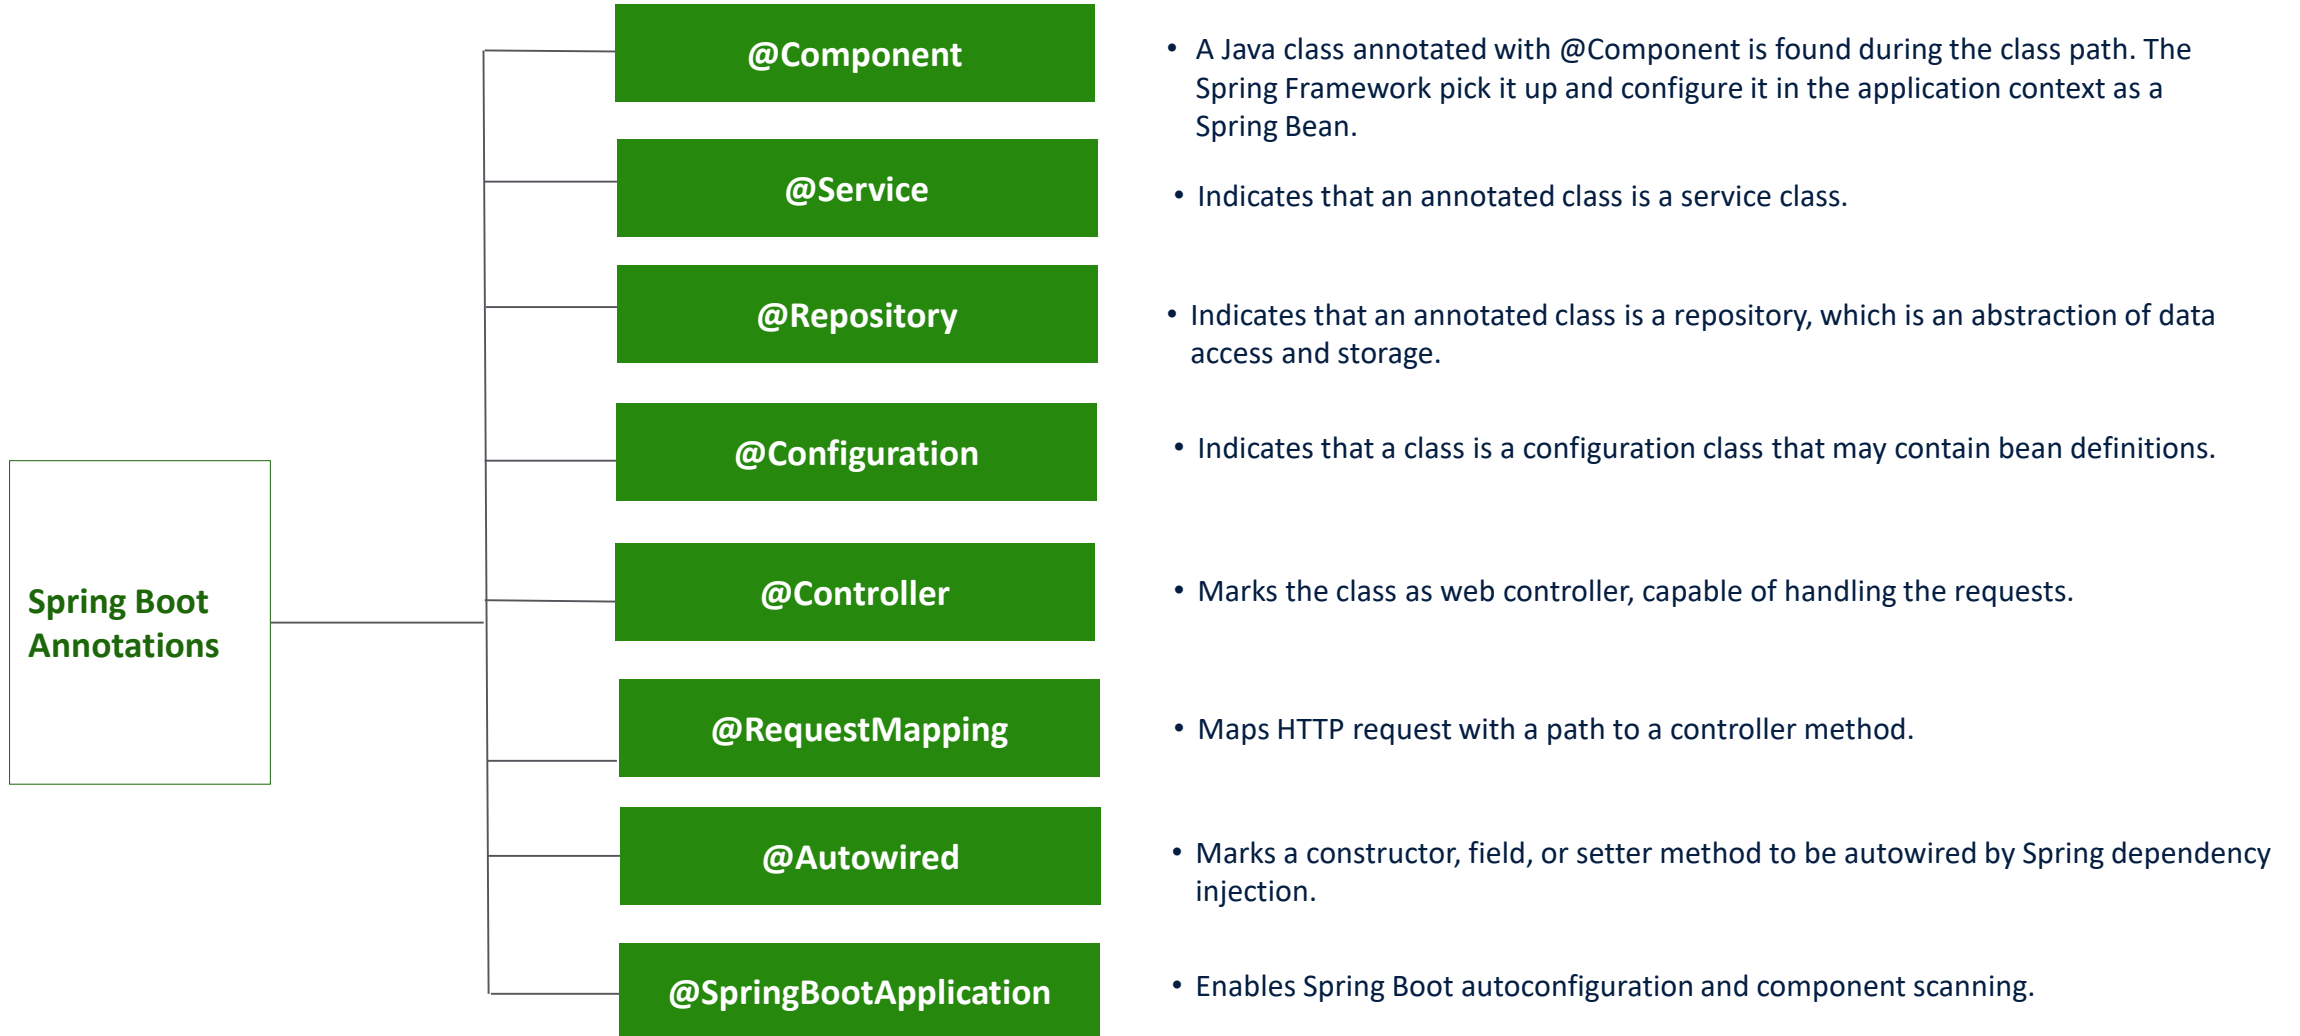 @Component
• A Java class annotated with @Component is found during the class path. The
Spring Framework pick it up and configure it in the application context as a
Spring Bean.
@Service
• Indicates that an annotated class is a service class.
@Repository
• Indicates that an annotated class is a repository, which is an abstraction of data
access and storage.
@Configuration
• Indicates that a class is a configuration class that may contain bean definitions.
Spring Boot
Annotations
@Controller
• Marks the class as web controller, capable of handling the requests.
@RequestMapping
• Maps HTTP request with a path to a controller method.
@Autowired
• Marks a constructor, field, or setter method to be autowired by Spring dependency
injection.
@SpringBootApplication
• Enables Spring Boot autoconfiguration and component scanning.